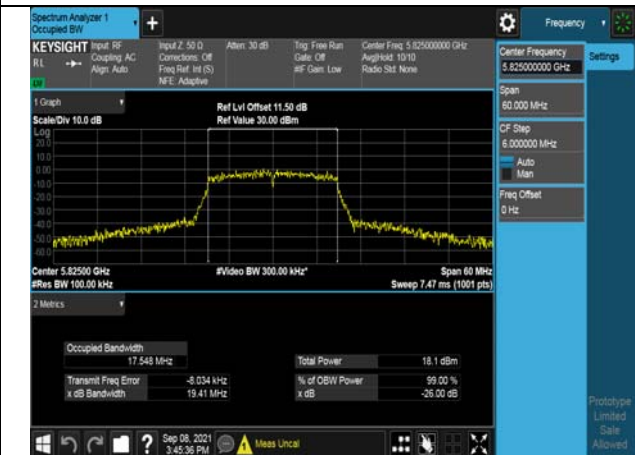 Spectrum Analyzer 1
Occupied BW
+
Frequency
KEYSIGHT
RL
Input: RF
Coupling: AC
Align: Auto
Input Z: 50 Ω
Corrections: Off
Freq Ref: Int (S)
NFE: Adaptive
Atten: 30 dB
Trig: Free Run
Gate: Off
#IF Gain: Low
Center Freq: 5.825000000 GHz
Avg|Hold: 10/10
Radio Std: None
Center Frequency
5.825000000 GHz
Settings
Span
60.000 MHz
CF Step
6.000000 MHz
Auto
Man
Freq Offset
0 Hz
1 Graph
Scale/Div 10.0 dB
Ref Lvl Offset 11.50 dB
Ref Value 30.00 dBm
Log
20.0
10.0
0.00
-10.0
-20.0
-30.0
-40.0
-50.0
-60.0
Center 5.82500 GHz
#Video BW 300.00 kHz*
Span 60 MHz
#Res BW 100.00 kHz
Sweep 7.47 ms (1001 pts)
2 Metrics
Occupied Bandwidth
17.548 MHz
Total Power
18.1 dBm
Transmit Freq Error
-8.034 kHz
% of OBW Power
99.00 %
x dB Bandwidth
19.41 MHz
x dB
-26.00 dB
Prototype
Limited
Sale
Allowed
?
Sep 08, 2021
3:45:36 PM
Meas Uncal